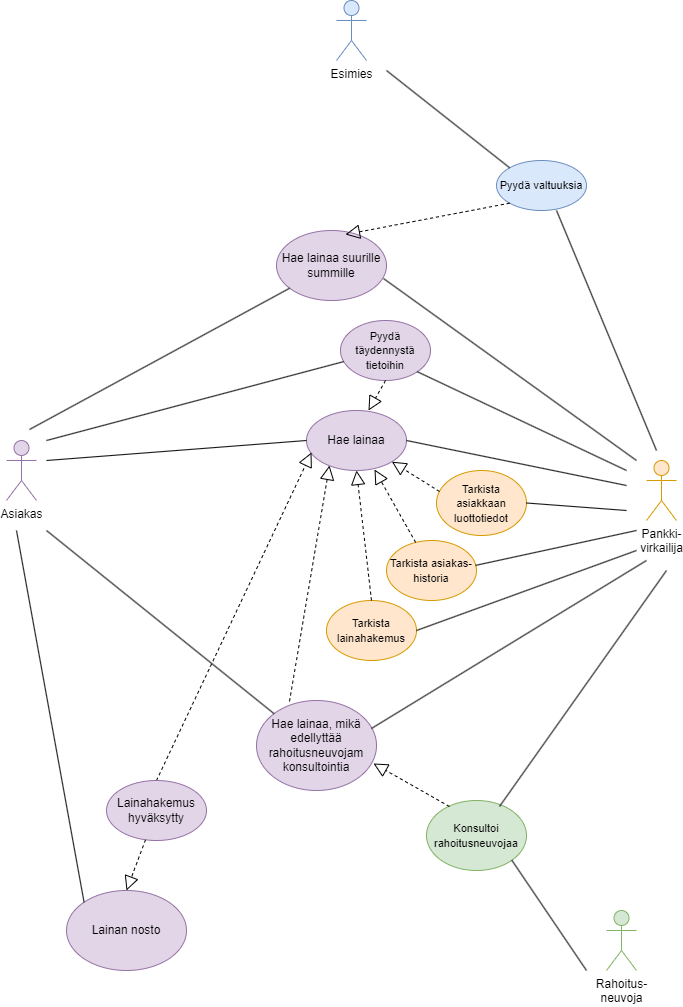 Esimies
Pyydä valtuuksia
Hae lainaa suurille
summille
Pyydä
täydennystä
tietoihin
Hae lainaa
Asiakas
Tarkista
asiakkaan
luottotiedot
Pankki-
virkailija
Tarkista asiakas-
historia
Tarkista
lainahakemus
Hae lainaa, mikä
edellyttää
rahoitusneuvojam
konsultointia
Lainahakemus
hyväksytty
Konsultoi
rahoitusneuvojaa
Lainan nosto
Rahoitus-
neuvoja